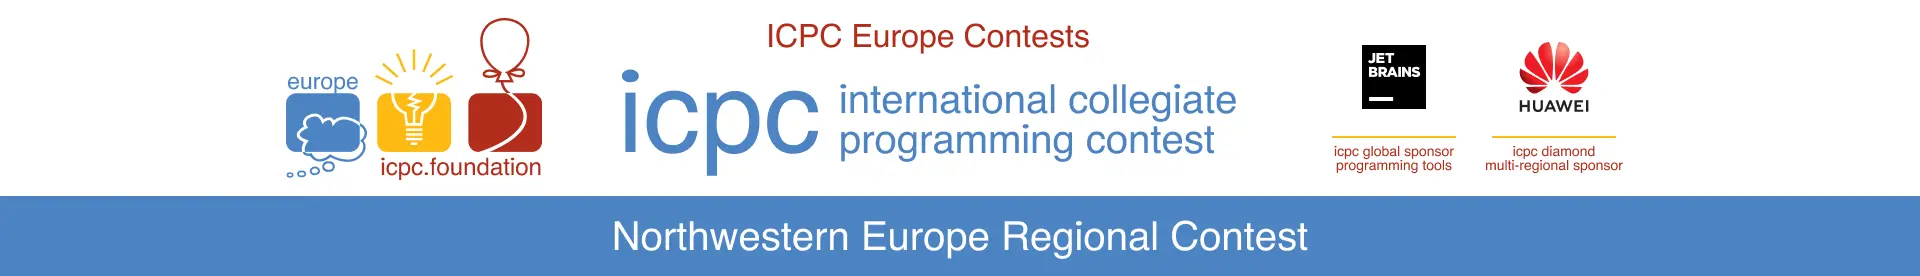 ICPC Europe Contests
europe
icpc.foundation
icpc
international collegiate
programming contest
JET
BRAINS
HUAWEI
icpc global sponsor
programming tools
icpc diamond
multi-regional sponsor
Northwestern Europe Regional Contest